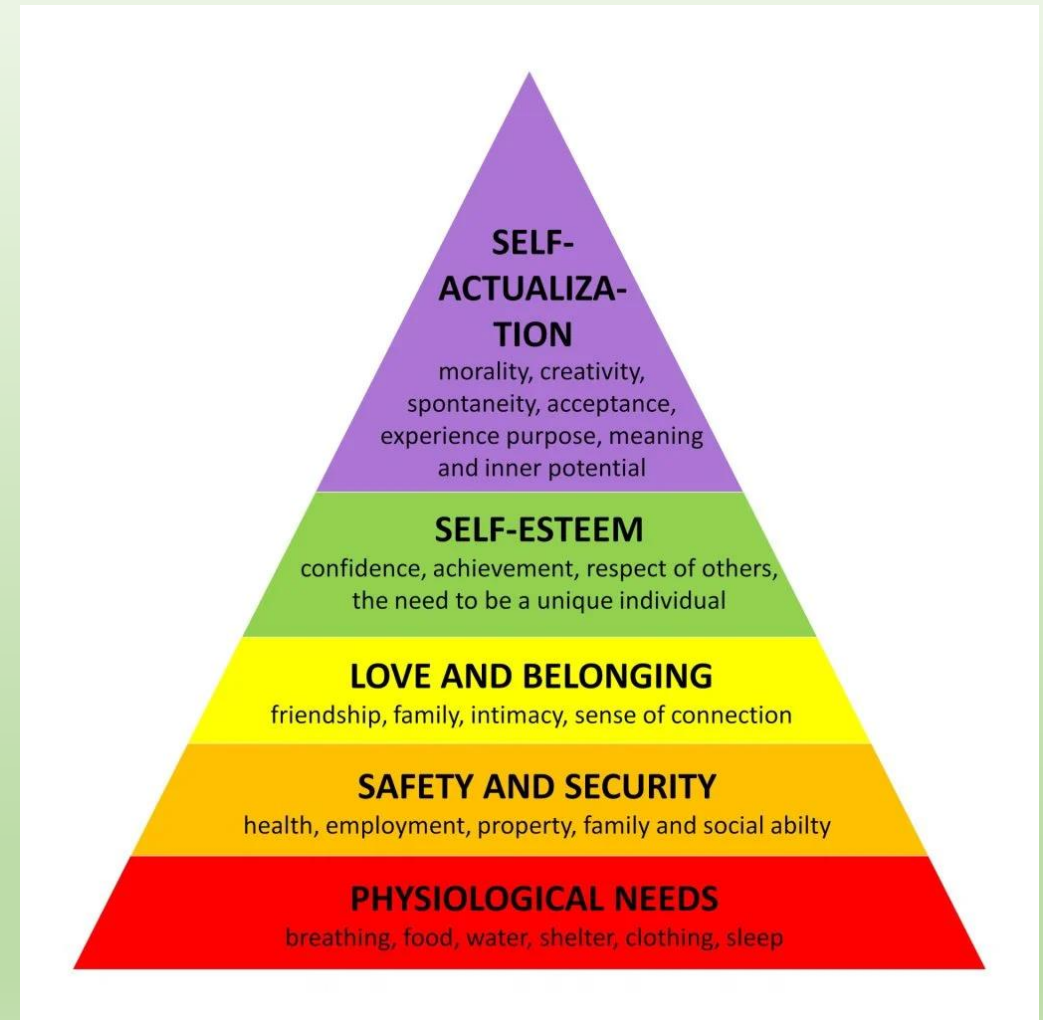 SELF-
ACTUALIZA-
TION
morality, creativity,
spontaneity, acceptance,
experience purpose, meaning
and inner potential
SELF-ESTEEM
confidence, achievement, respect of others,
the need to be a unique individual
LOVE AND BELONGING
friendship, family, intimacy, sense of connection
SAFETY AND SECURITY
health, employment, property, family and social abilty
PHYSIOLOGICAL NEEDS
breathing, food, water, shelter, clothing, sleep